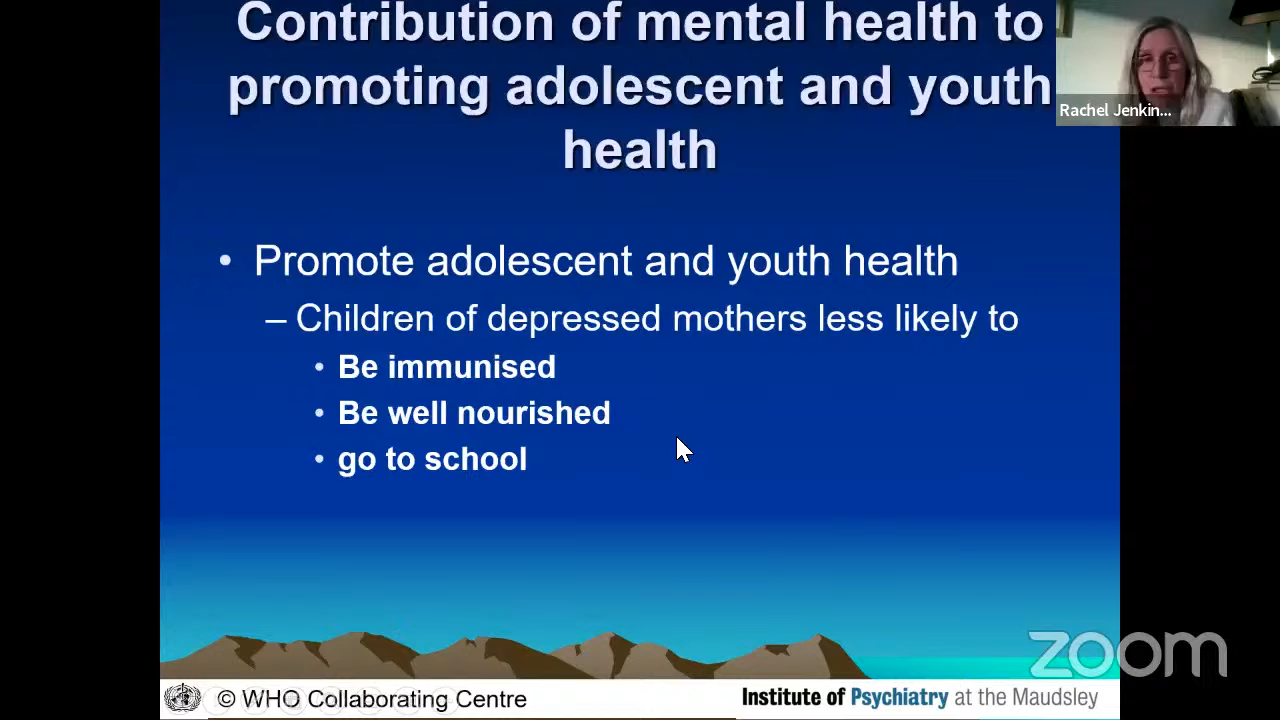 Contribution of mental health to
promoting adolescent and youth
health
Rachel Jenkin...
• Promote adolescent and youth health
– Children of depressed mothers less likely to
• Be immunised
• Be well nourished
• go to school
zoom
© WHO Collaborating Centre
Institute of Psychiatry at the Maudsley